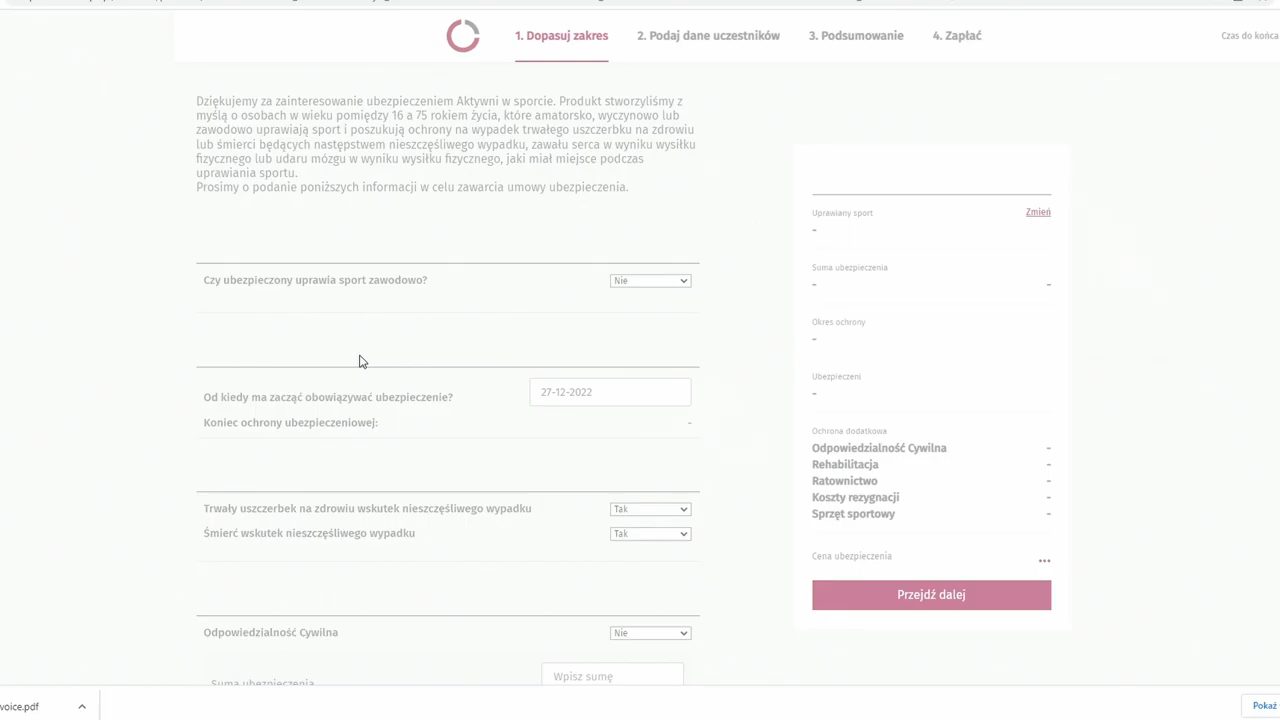 1. Dopasuj zakres
2. Podaj dane uczestników
3. Podsumowanie
4. Zapłać
Czas do końca
Dziękujemy za zainteresowanie ubezpieczeniem Aktywni w sporcie. Produkt stworzyliśmy z
myślą o osobach w wieku pomiędzy 16 a 75 rokiem życia, które amatorsko, wyczynowo lub
zawodowo uprawiają sport i poszukują ochrony na wypadek trwałego uszczerbku na zdrowiu
lub śmierci będących następstwem nieszczęśliwego wypadku, zawału serca w wyniku wysiłku
fizycznego lub udaru mózgu w wyniku wysiłku fizycznego, jaki miał miejsce podczas
uprawiania sportu.
Prosimy o podanie poniższych informacji w celu zawarcia umowy ubezpieczenia.
Czy ubezpieczony uprawia sport zawodowo? Nie
Od kiedy ma zacząć obowiązywać ubezpieczenie? 27-12-2022
Koniec ochrony ubezpieczeniowej: -
Trwały uszczerbek na zdrowiu wskutek nieszczęśliwego wypadku Tak
Śmierć wskutek nieszczęśliwego wypadku Tak
Odpowiedzialność Cywilna Nie
Suma ubezpieczenia Wpisz sumę
Uprawiany sport Zmień
-
Suma ubezpieczenia
- -
Okres ochrony
-
Ubezpieczeni
-
Ochrona dodatkowa
Odpowiedzialność Cywilna -
Rehabilitacja -
Ratownictwo -
Koszty rezygnacji -
Sprzęt sportowy -
Cena ubezpieczenia ...
Przejdź dalej
voice.pdf
Pokaż